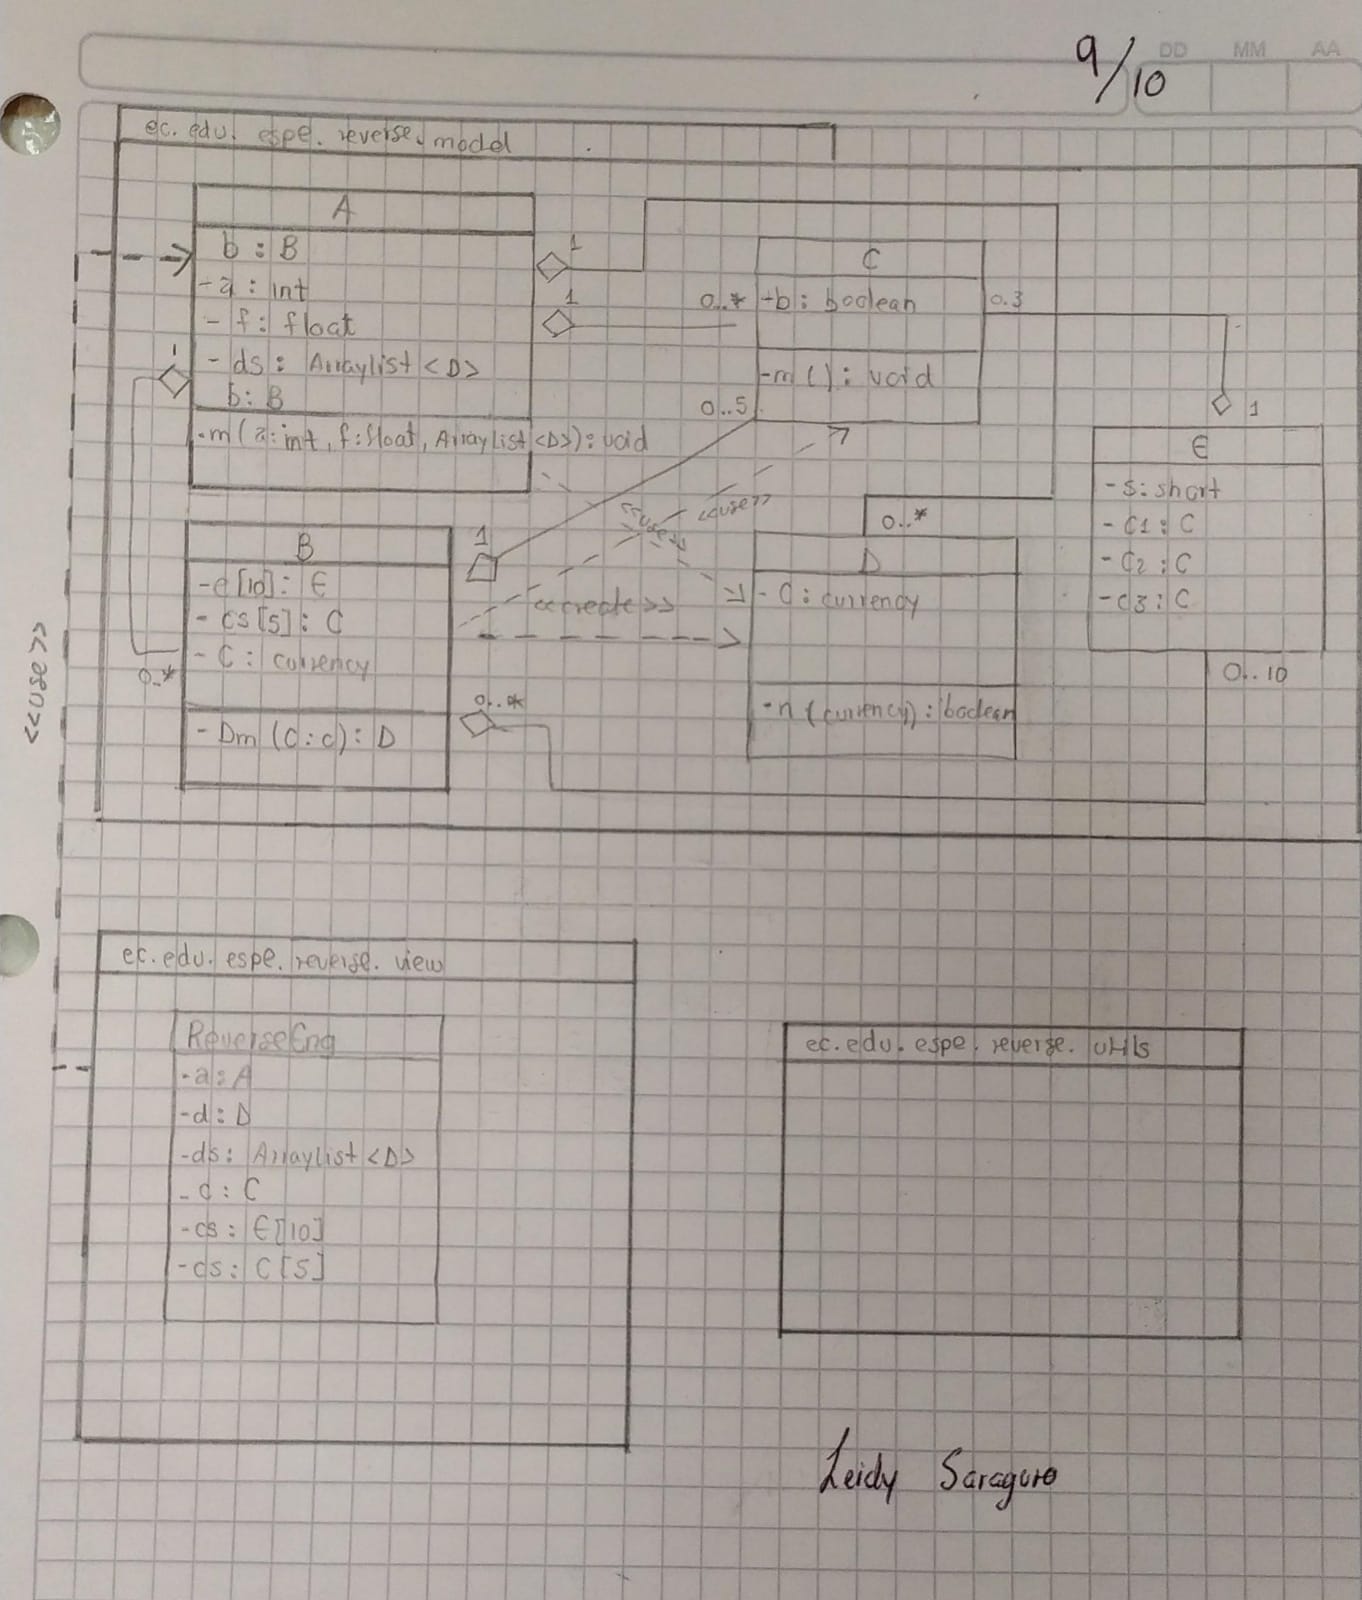 9/10
DD MM AA
ec.edu.espe.reverse.model
A
b : B
- a : int
- f : float
- ds : Arraylist <D>
b : B
-m(a:int, f:float, Arraylist<D>):void
1
1
1
0..*
C
+b : boolean
-m() : void
0..*
0..5
0.3
1
E
- s : short
- C1 : C
- C2 : C
- C3 : C
0..10
B
-e[10] : E
- cs[5] : C
- C : currency
- Dm (C:c) : D
1
0..*
<<use>>
<<use>>
<<create>>
0..*
D
- C : currency
-n (currency) : boolean
<<use>>
ec.edu.espe.reverse.view
ReverseEng
-a : A
-d : D
-ds : Arraylist <D>
- c : C
-cs : E[10]
-cs : C[5]
ec.edu.espe.reverse.utils
Leidy Saraguro